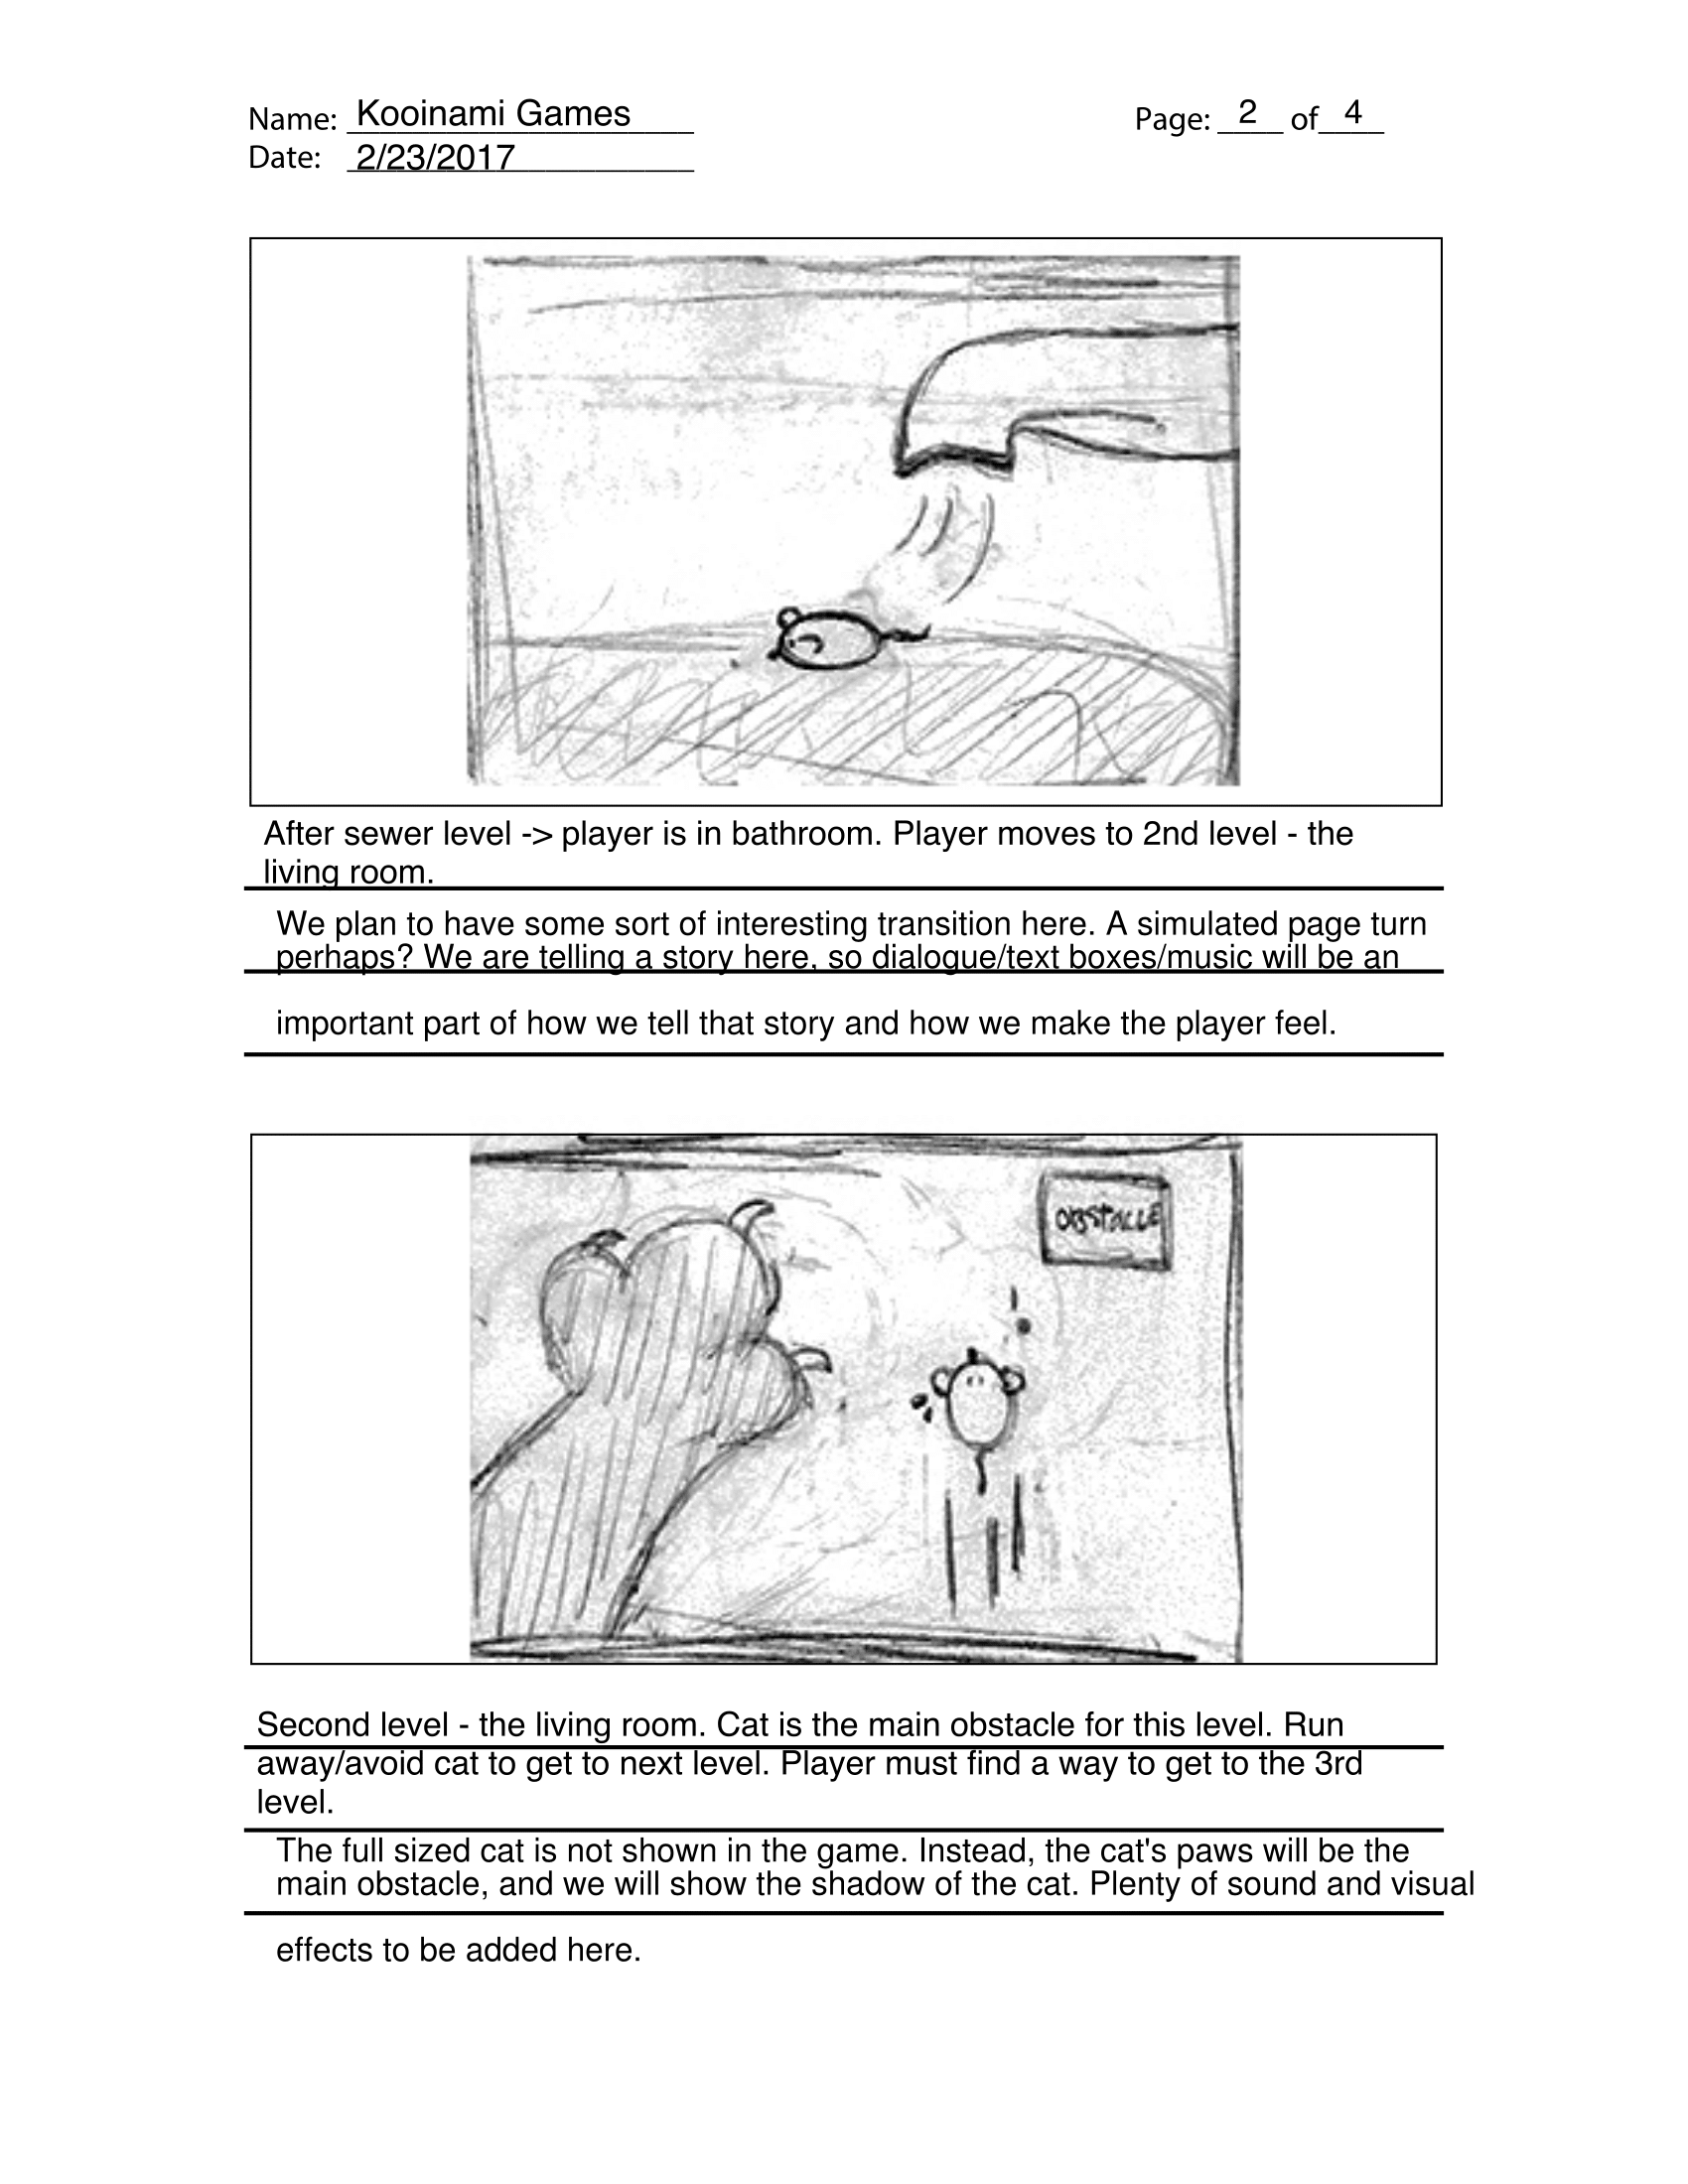 Name: Kooinami Games
Page: 2 of 4
Date: 2/23/2017
After sewer level -> player is in bathroom. Player moves to 2nd level - the
living room.
We plan to have some sort of interesting transition here. A simulated page turn
perhaps? We are telling a story here, so dialogue/text boxes/music will be an
important part of how we tell that story and how we make the player feel.
OBSTACLE
Second level - the living room. Cat is the main obstacle for this level. Run
away/avoid cat to get to next level. Player must find a way to get to the 3rd
level.
The full sized cat is not shown in the game. Instead, the cat's paws will be the
main obstacle, and we will show the shadow of the cat. Plenty of sound and visual
effects to be added here.